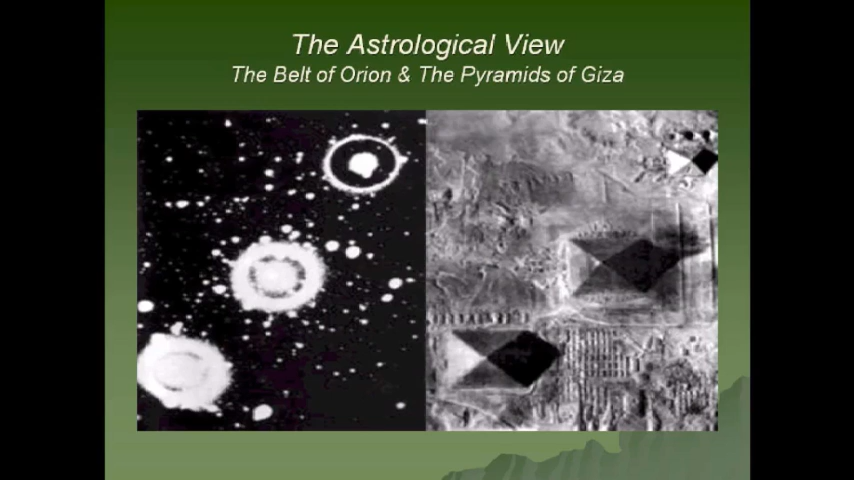 The Astrological View
The Belt of Orion & The Pyramids of Giza